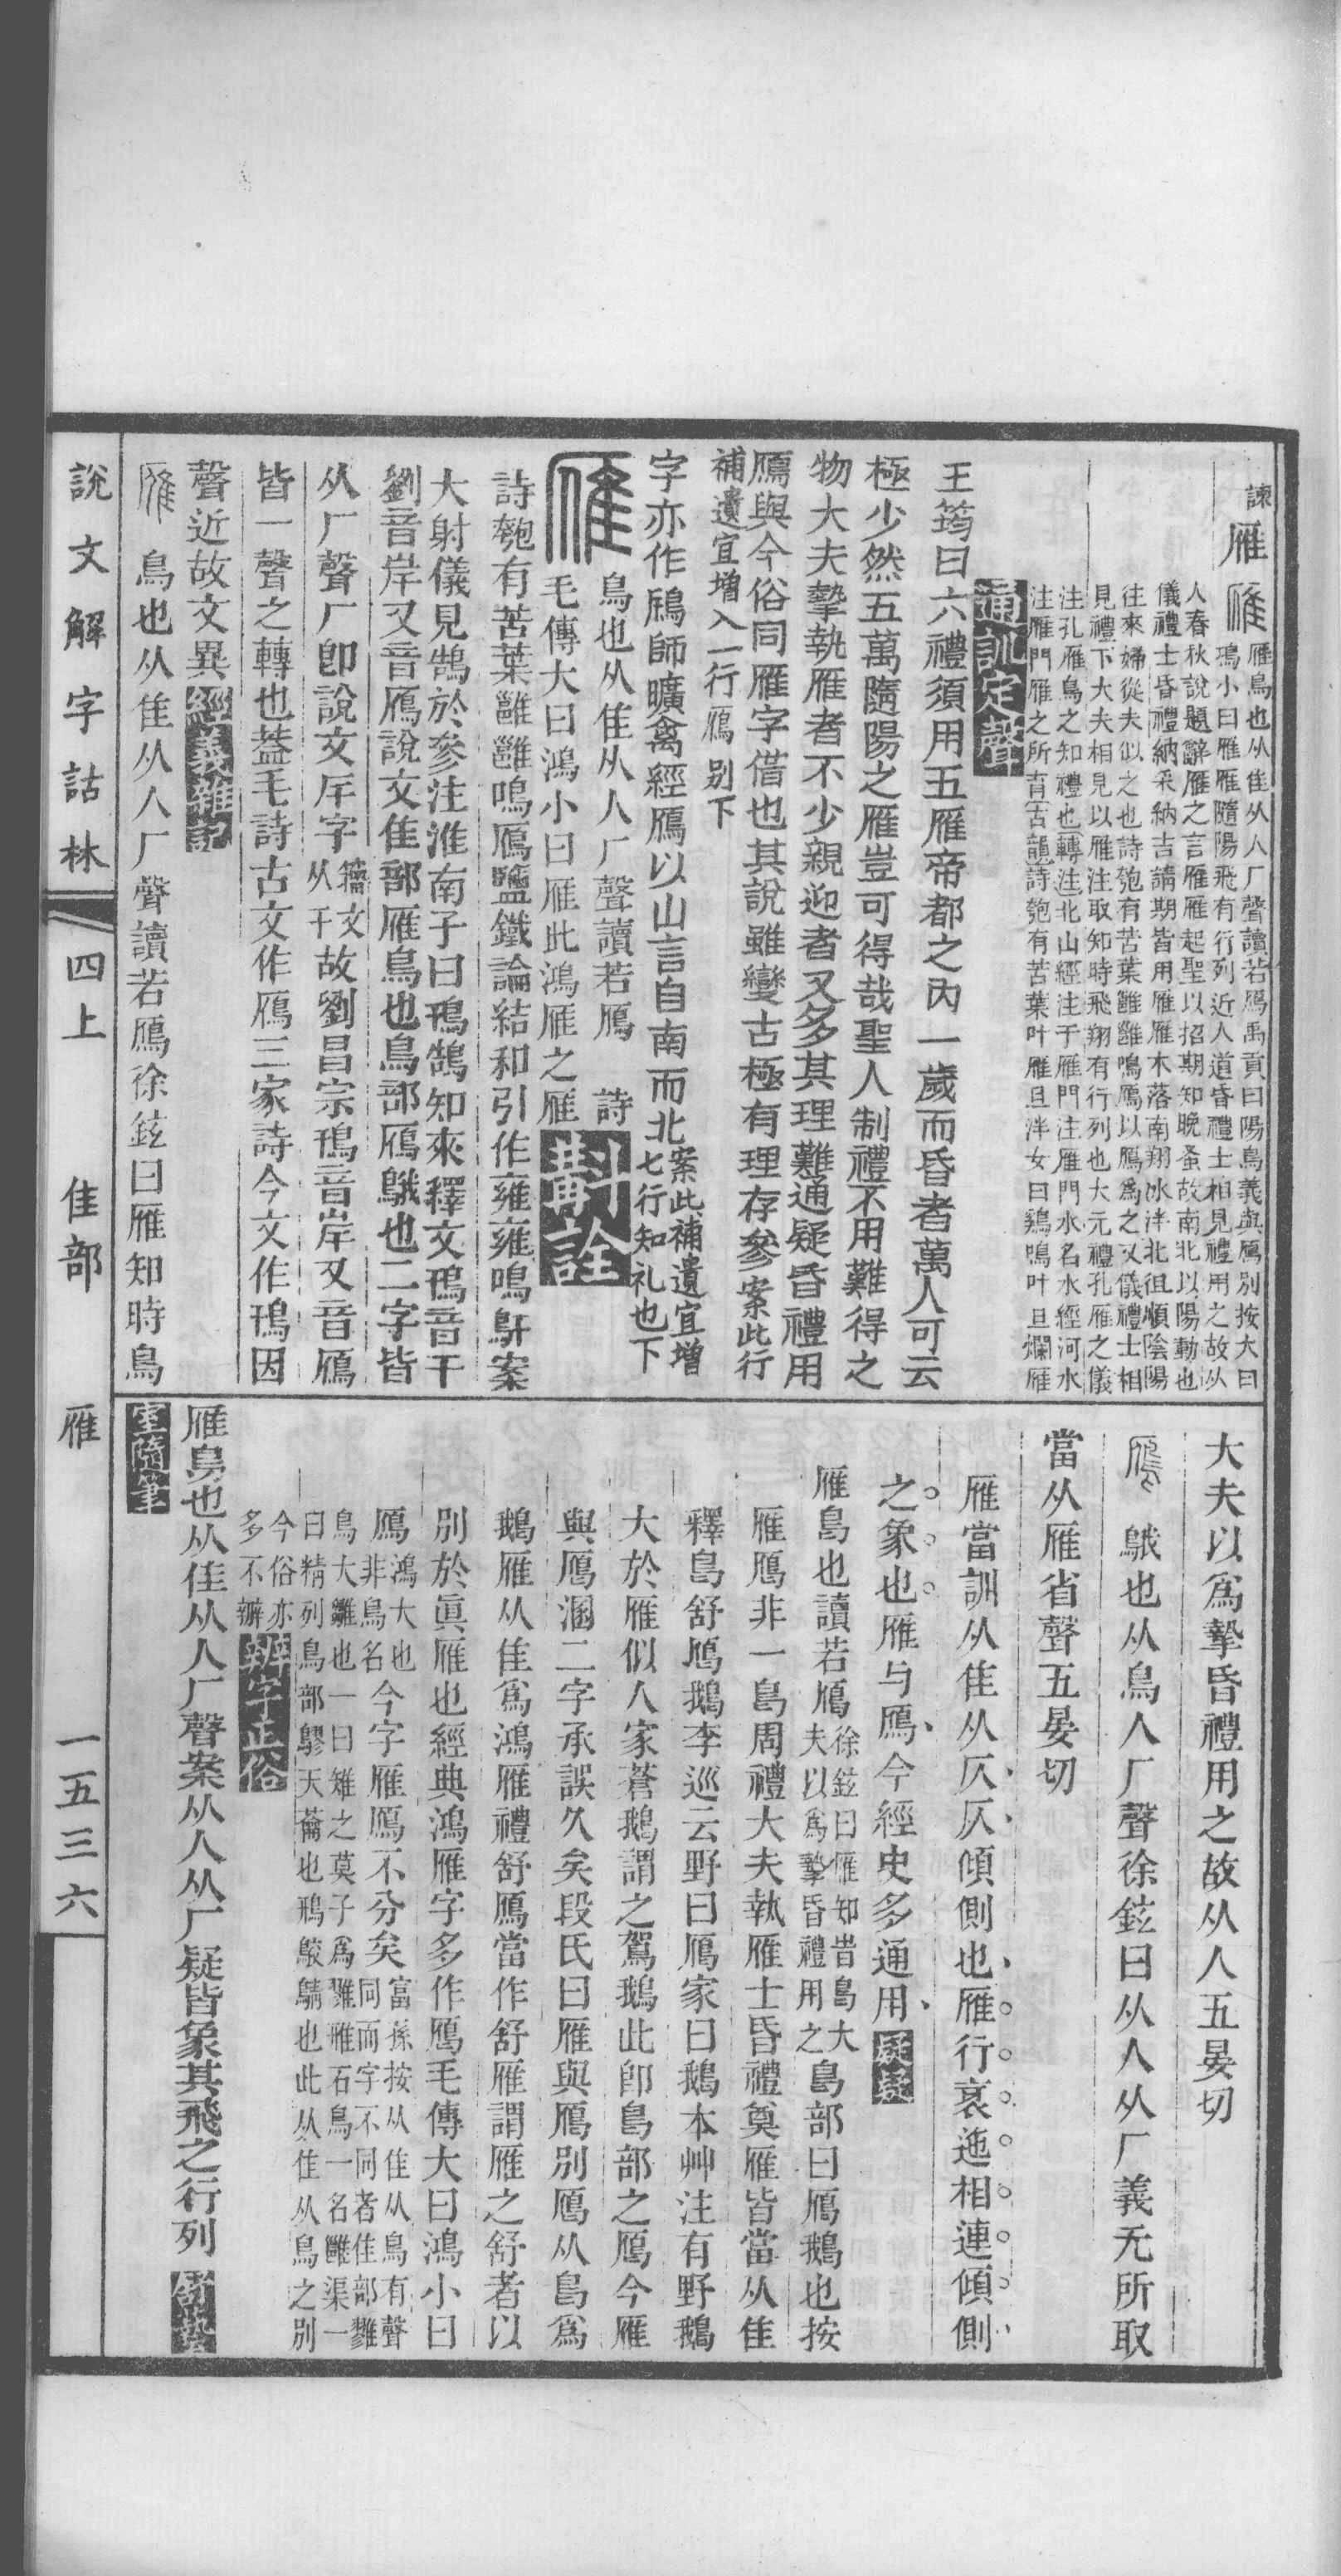 諫 雁
雁鳥也从隹从人厂聲讀若鴈禹貢曰陽鳥義與鴈別按大曰
鴻小曰雁雁隨陽飛有行列近人道昏禮士相見禮用之故从
人春秋說題辭雁之言雁雁起聖以招期知晚蚤故南北以陽動也
儀禮士昏禮納采納吉請期皆用雁雁木落南翔冰泮北徂順陰陽
往來婦從夫似之也詩匏有苦葉雝雝鳴鴈以鴈爲之又儀禮士相
見禮下大夫相見以雁注取知時飛翔有行列也大元禮孔雁之儀
注孔雁鳥之知禮也轉注北山經注于雁門注雁門水名水經河水
注雁門雁之所育古韻詩匏有苦葉叶雁旦泮女曰鷄鳴叶旦爛雁
通訓定聲
王筠曰六禮須用五雁帝都之內一歲而昏者萬人可云
極少然五萬隨陽之雁豈可得哉聖人制禮不用難得之
物大夫摯執雁者不少親迎者又多其理難通疑昏禮用
鴈與今俗同雁字借也其說雖變古極有理存參案此行
補遺宜增入一行鴈別下
字亦作鳫師曠禽經鴈以山言自南而北案此補遺宜增
七行知礼也下
鳥也从隹从人厂聲讀若鴈 詩
毛傳大曰鴻小曰雁此鴻雁之雁斠詮
詩匏有苦葉雝雝鳴鴈鹽鐵論結和引作雍雍鳴鳱案
大射儀見鵠於參注淮南子曰鳱鵠知來釋文鳱音干
劉音岸又音鴈說文隹部雁鳥也鳥部鴈䳘也二字皆
从厂聲厂卽說文厈字籒文从干故劉昌宗鳱音岸又音鴈
皆一聲之轉也葢毛詩古文作鴈三家詩今文作鳱因
聲近故文異經義雜記
鳥也从隹从人厂聲讀若鴈徐鉉曰雁知時鳥
大夫以爲摯昏禮用之故从人五晏切
䳘也从鳥人厂聲徐鉉曰从人从厂義无所取
當从雁省聲五晏切
雁當訓从隹从仄仄傾側也雁行衺迆相連傾側
之象也雁与鴈今經史多通用疑疑
雁鳥也讀若鴈徐鉉曰雁知旹鳥大夫以爲摯昏禮用之鳥部曰鴈鵝也按
雁鴈非一鳥周禮大夫執雁士昏禮奠雁皆當从隹
釋鳥舒鴈鵝李巡云野曰鴈家曰鵝本艸注有野鵝
大於雁似人家蒼鵝謂之駕鵝此卽鳥部之鴈今雁
與鴈溷二字承誤久矣段氏曰雁與鴈別鴈从鳥爲
鵝雁从隹爲鴻雁禮舒鴈當作舒雁謂雁之舒者以
別於眞雁也經典鴻雁字多作鴈毛傳大曰鴻小曰
鴈鴻大也非鳥名今字雁鴈不分矣富孫按从隹从鳥有聲同而字不同者隹部雞
鳥大雛也一曰雉之莫子爲雡雃石鳥一名雝渠一
曰精列鳥部鷚天鸙也鳽鵁鶄也此从隹从鳥之別
今俗亦多不辦辨字正俗
雁鳥也从隹从人厂聲案从人从厂疑皆象其飛之行列
室隨筆
說文解字詁林 四上 隹部 雁 一五三六